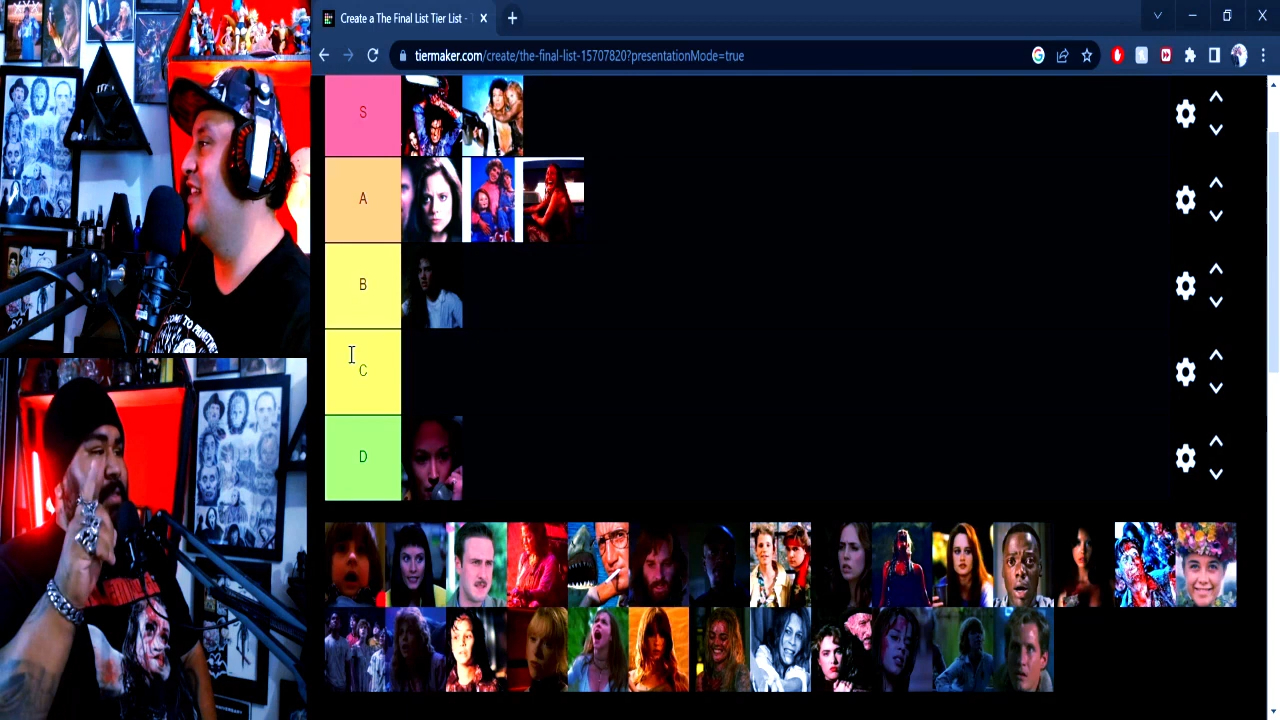 Create a The Final List Tier List -
tiermaker.com/create/the-final-list-15707820?presentationMode=true
S
A
B
C
D